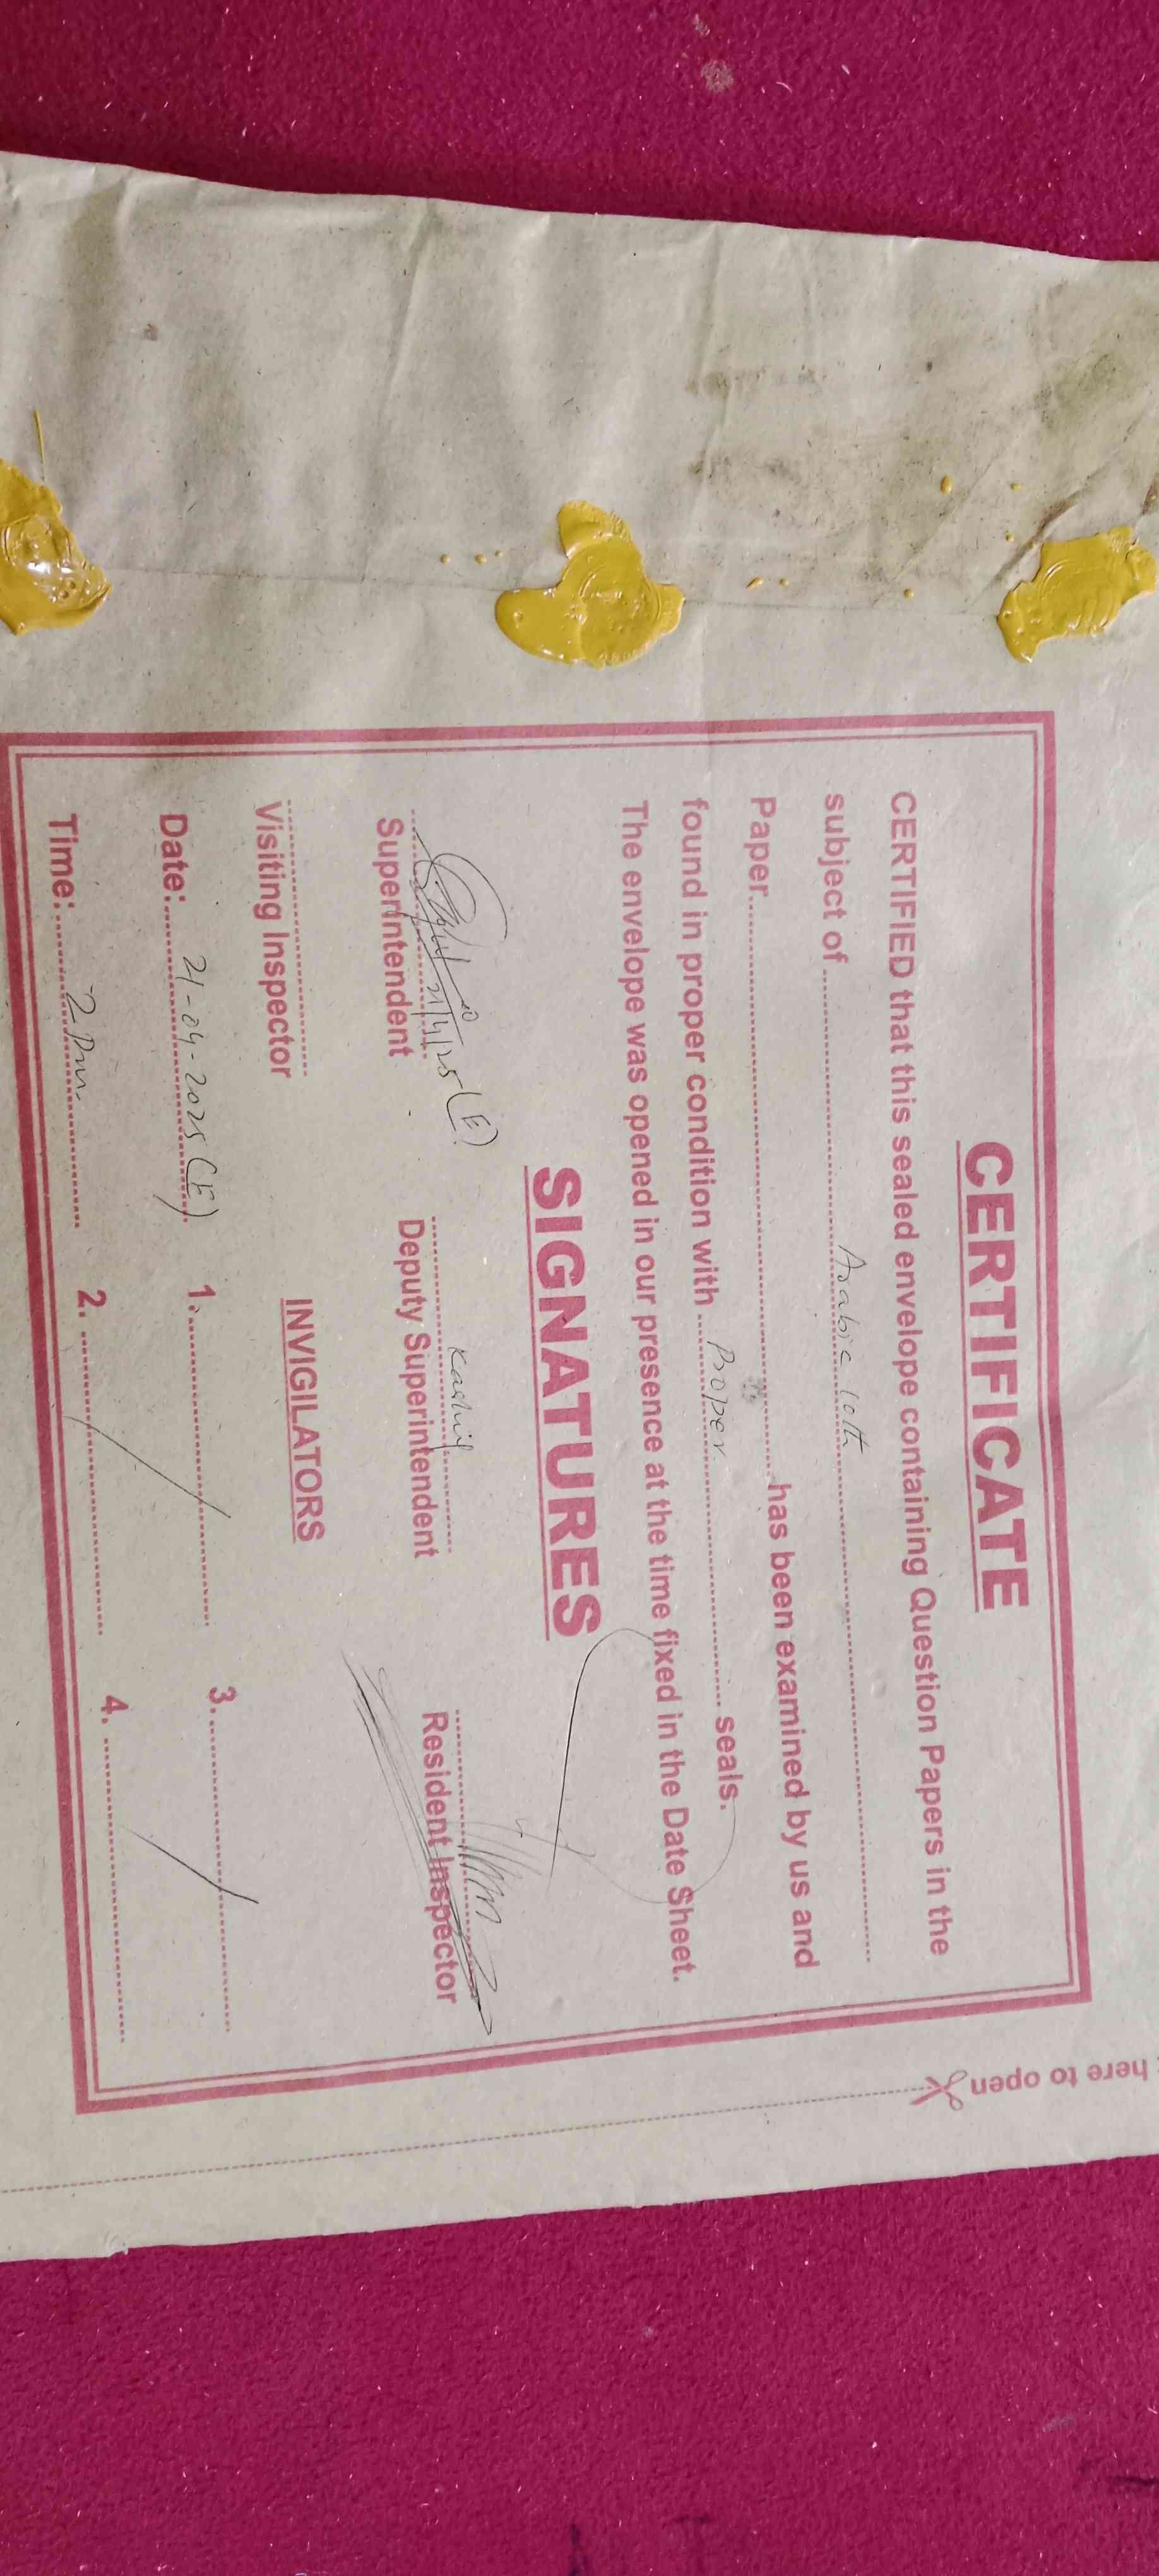 CERTIFICATE
CERTIFIED that this sealed envelope containing Question Papers in the
subject of Arabic 10th
Paper has been examined by us and
found in proper condition with Proper seals.
The envelope was opened in our presence at the time fixed in the Date Sheet.
SIGNATURES
21/4/25 (E) Kashif
Superintendent Deputy Superintendent Resident Inspector
Visiting Inspector INVIGILATORS
Date: 21-04-2025 (E) 1. 3.
Time: 2 Pm. 2. 4.
here to open